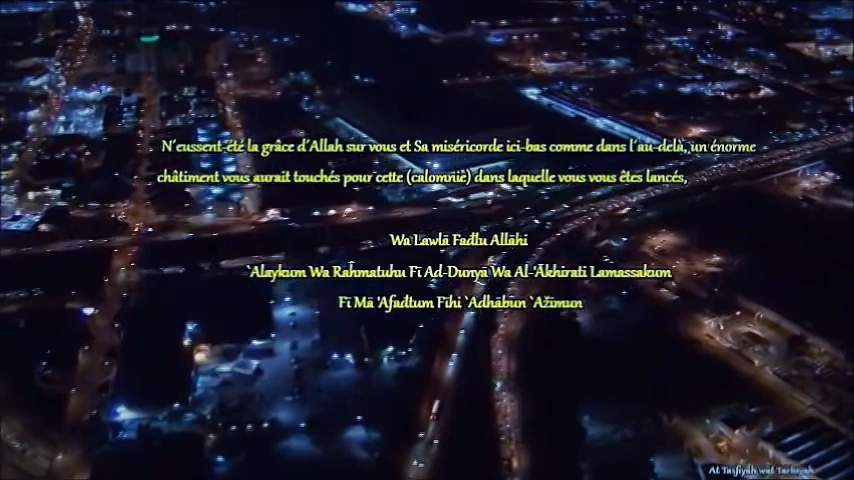 N'eussent-été la grâce d'Allah sur vous et Sa miséricorde ici-bas comme dans l'au-delà, un énorme
châtiment vous aurait touchés pour cette (calomnie) dans laquelle vous vous êtes lancés,
Wa Lawlā Fađlu Allāhi
`Alaykum Wa Raĥmatuhu Fī Ad-Dunyā Wa Al-'Ākhirati Lamassakum
Fī Mā 'Afađtum Fīhi `Adhābun `Ažīmun
At Tasfiyah wat Tarbiyah